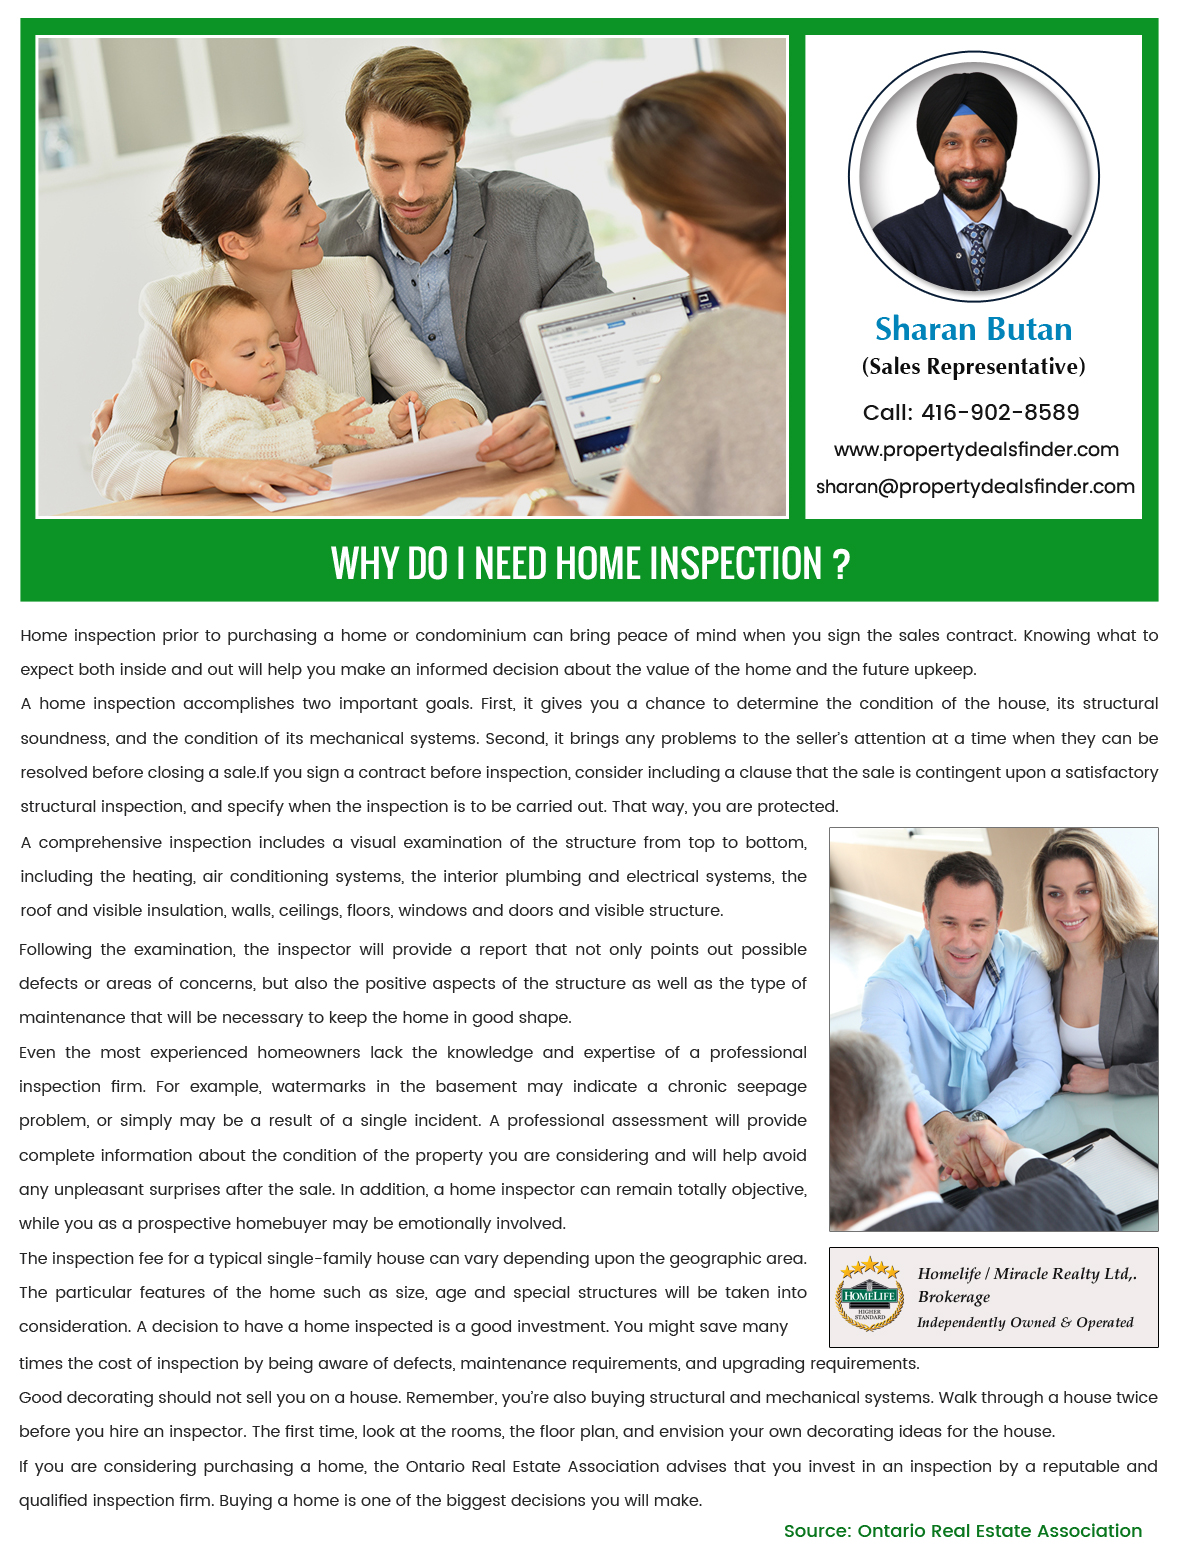 Sharan Butan
(Sales Representative)
Call: 416-902-8589
www.propertydealsfinder.com
sharan@propertydealsfinder.com
WHY DO I NEED HOME INSPECTION ?
Home inspection prior to purchasing a home or condominium can bring peace of mind when you sign the sales contract. Knowing what to
expect both inside and out will help you make an informed decision about the value of the home and the future upkeep.
A home inspection accomplishes two important goals. First, it gives you a chance to determine the condition of the house, its structural
soundness, and the condition of its mechanical systems. Second, it brings any problems to the seller's attention at a time when they can be
resolved before closing a sale.If you sign a contract before inspection, consider including a clause that the sale is contingent upon a satisfactory
structural inspection, and specify when the inspection is to be carried out. That way, you are protected.
A comprehensive inspection includes a visual examination of the structure from top to bottom,
including the heating, air conditioning systems, the interior plumbing and electrical systems, the
roof and visible insulation, walls, ceilings, floors, windows and doors and visible structure.
Following the examination, the inspector will provide a report that not only points out possible
defects or areas of concerns, but also the positive aspects of the structure as well as the type of
maintenance that will be necessary to keep the home in good shape.
Even the most experienced homeowners lack the knowledge and expertise of a professional
inspection firm. For example, watermarks in the basement may indicate a chronic seepage
problem, or simply may be a result of a single incident. A professional assessment will provide
complete information about the condition of the property you are considering and will help avoid
any unpleasant surprises after the sale. In addition, a home inspector can remain totally objective,
while you as a prospective homebuyer may be emotionally involved.
The inspection fee for a typical single-family house can vary depending upon the geographic area.
The particular features of the home such as size, age and special structures will be taken into
consideration. A decision to have a home inspected is a good investment. You might save many
times the cost of inspection by being aware of defects, maintenance requirements, and upgrading requirements.
Good decorating should not sell you on a house. Remember, you're also buying structural and mechanical systems. Walk through a house twice
before you hire an inspector. The first time, look at the rooms, the floor plan, and envision your own decorating ideas for the house.
If you are considering purchasing a home, the Ontario Real Estate Association advises that you invest in an inspection by a reputable and
qualified inspection firm. Buying a home is one of the biggest decisions you will make.
HOMELIFE
HIGHER
STANDARD
Homelife / Miracle Realty Ltd,.
Brokerage
Independently Owned & Operated
Source: Ontario Real Estate Association